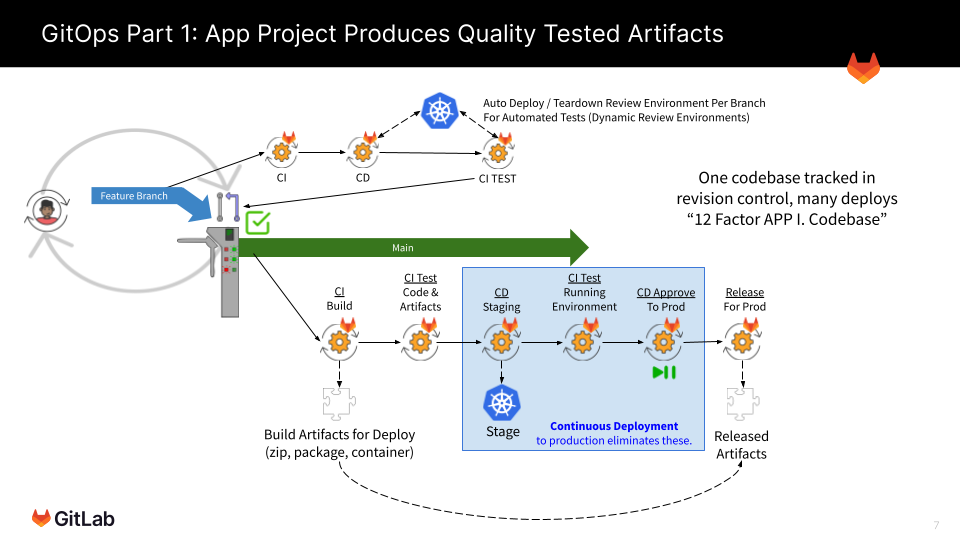 GitOps Part 1: App Project Produces Quality Tested Artifacts
Auto Deploy / Teardown Review Environment Per Branch
For Automated Tests (Dynamic Review Environments)
CI
CD
CI TEST
Feature Branch
One codebase tracked in
revision control, many deploys
“12 Factor APP I. Codebase”
Main
CI
Build
CI Test
Code &
Artifacts
CD
Staging
CI Test
Running
Environment
CD Approve
To Prod
Release
For Prod
Stage
Continuous Deployment
to production eliminates these.
Build Artifacts for Deploy
(zip, package, container)
Released
Artifacts
GitLab
7